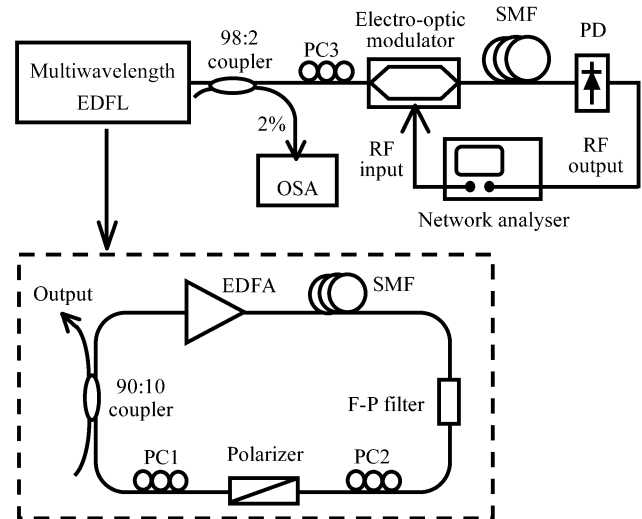 Multiwavelength
EDFL
98:2
coupler
PC3
Electro-optic
modulator
SMF
PD
2%
OSA
RF
input
RF
output
Network analyser
Output
EDFA
SMF
90:10
coupler
F-P filter
PC1
Polarizer
PC2